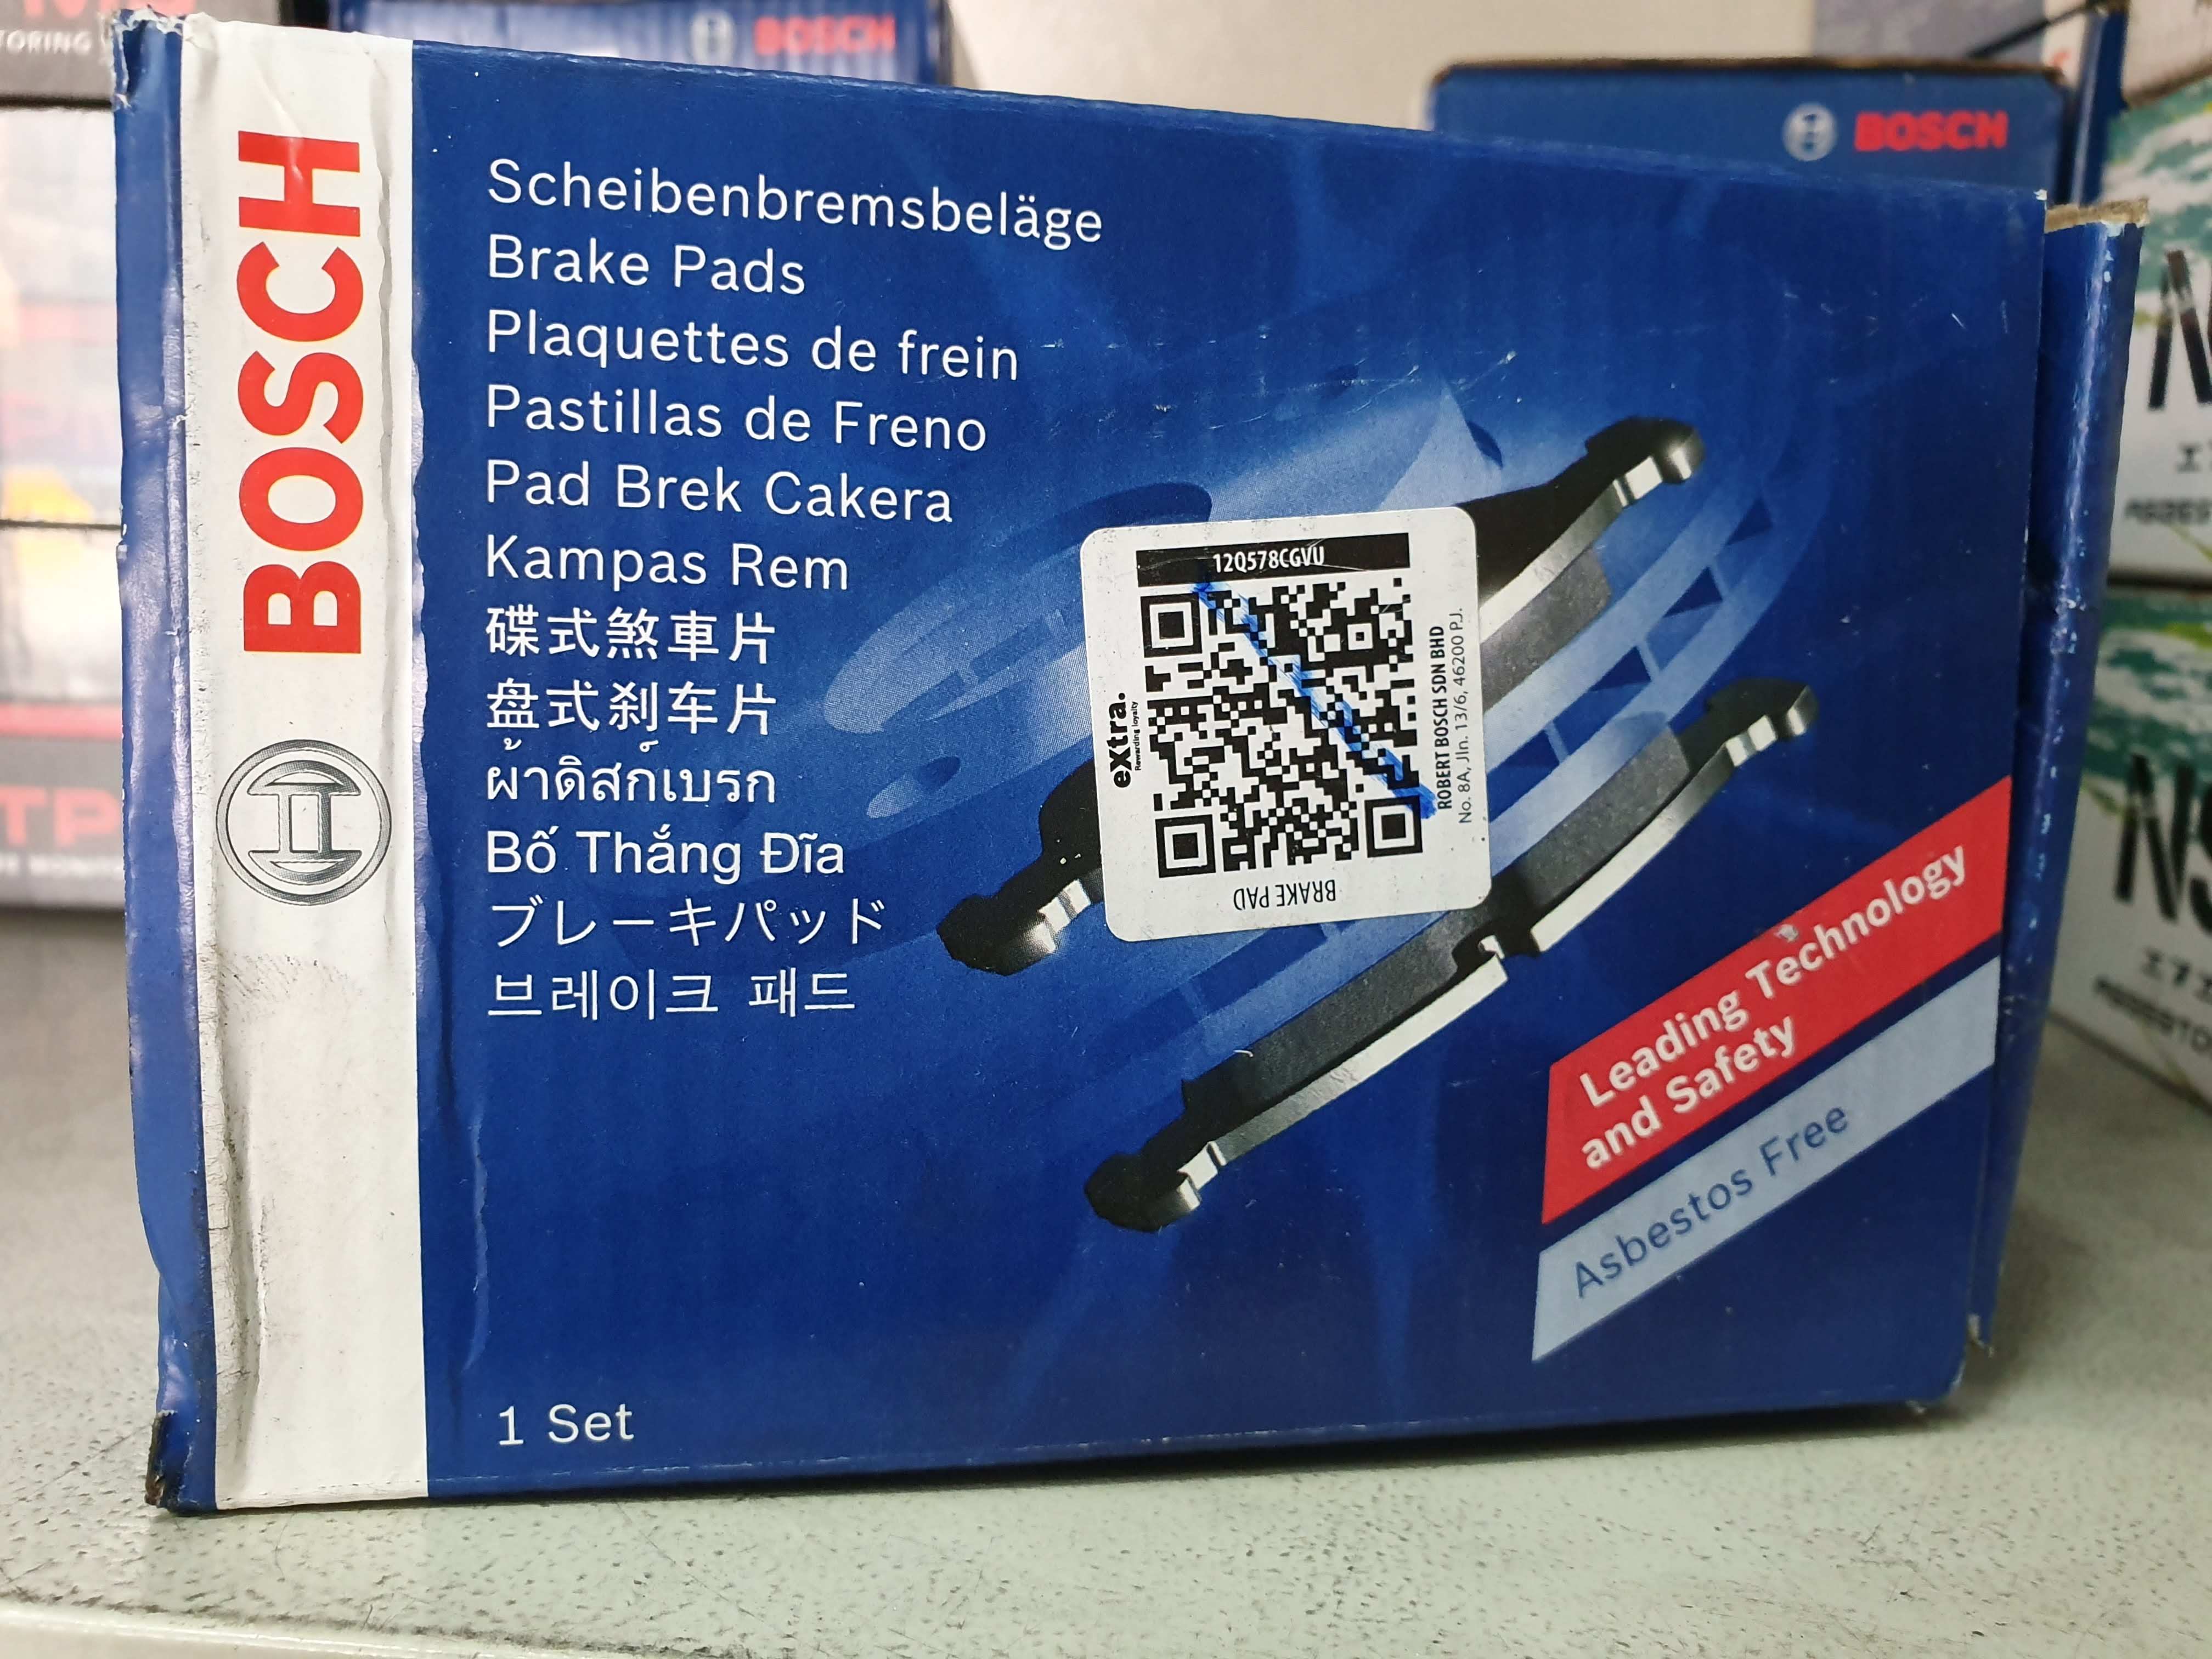 BOSCH
Scheibenbremsbeläge
Brake Pads
Plaquettes de frein
Pastillas de Freno
Pad Brek Cakera
Kampas Rem
碟式煞車片
盘式刹车片
ผ้าดิสก์เบรก
Bố Thắng Đĩa
ブレーキパッド
브레이크 패드
1 Set
12Q578CGVU
eXtra.
Rewarding loyalty
ROBERT BOSCH SDN BHD
No. 8A, Jln. 13/6, 46200 P.J.
BRAKE PAD
Leading Technology
and Safety
Asbestos Free
BOSCH
BOSCH